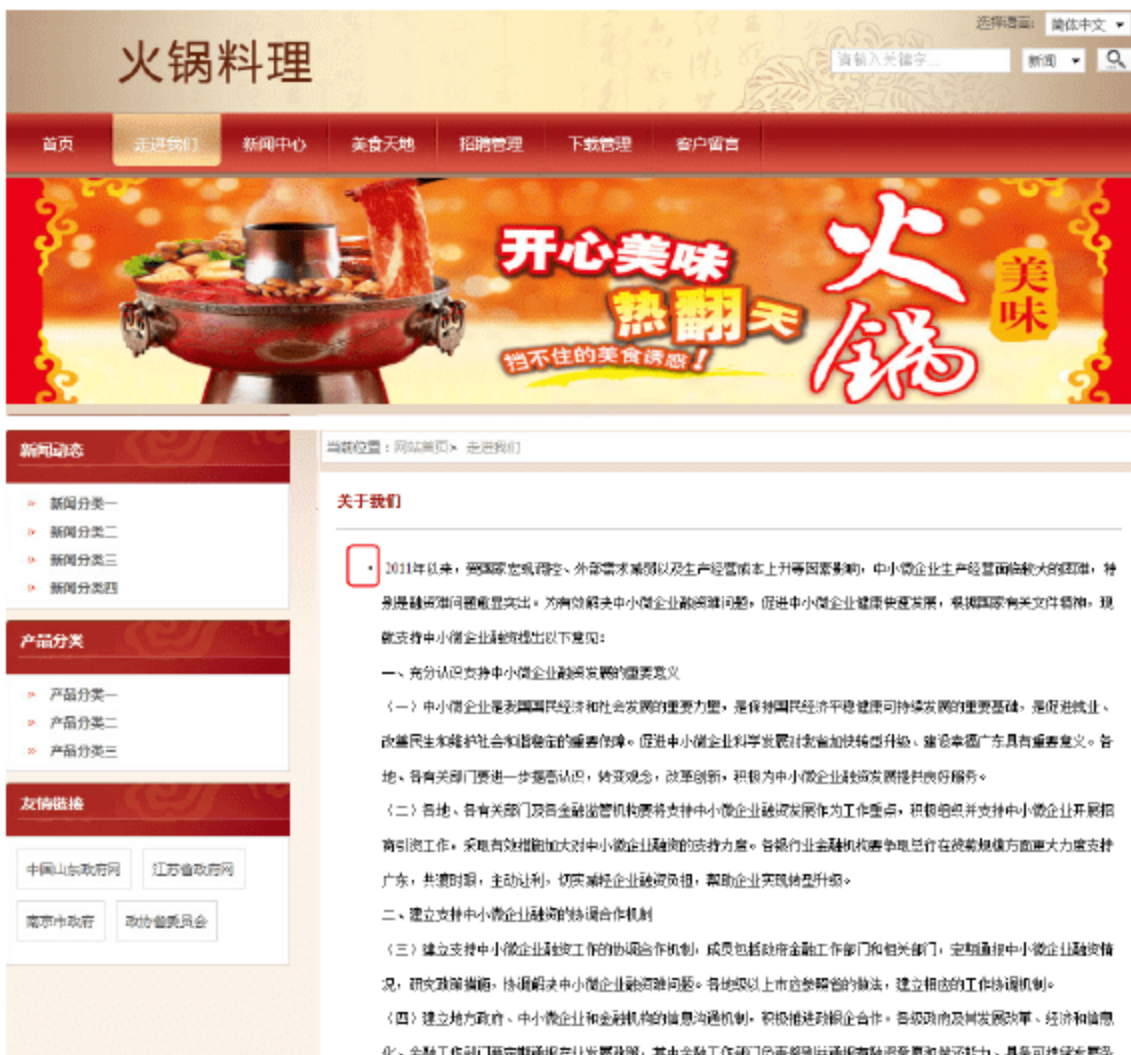 选择语言: 简体中文
火锅料理
请输入关键字... 新闻
首页 走进我们 新闻中心 美食天地 招聘管理 下载管理 客户留言
开心美味
热翻天
挡不住的美食诱惑!
火锅
美味
新闻动态
新闻分类一
新闻分类二
新闻分类三
新闻分类四
产品分类
产品分类一
产品分类二
产品分类三
友情链接
中国山东政府网 江苏省政府网
南京市政府 政协省委员会
当前位置:网站首页> 走进我们
关于我们
• 2011年以来,受国家宏观调控、外部需求减弱以及生产经营成本上升等因素影响,中小微企业生产经营面临较大的困难,特
别是融资难问题愈显突出。为有效解决中小微企业融资难问题,促进中小微企业健康快速发展,根据国家有关文件精神,现
就支持中小微企业融资提出以下意见:
一、充分认识支持中小微企业融资发展的重要意义
(一)中小微企业是我国国民经济和社会发展的重要力量,是保持国民经济平稳健康可持续发展的重要基础,是促进就业、
改善民生和维护社会和谐稳定的重要保障。促进中小微企业科学发展对我省加快转型升级、建设幸福广东具有重要意义。各
地、各有关部门要进一步提高认识,转变观念,改革创新,积极为中小微企业融资发展提供良好服务。
(二)各地、各有关部门及各金融监管机构要将支持中小微企业融资发展作为工作重点,积极组织并支持中小微企业开展招
商引资工作。采取有效措施加大对中小微企业融资的支持力度。各银行业金融机构要争取总行在贷款规模方面更大力度支持
广东,共渡时艰,主动让利,切实减轻企业融资负担,帮助企业实现转型升级。
二、建立支持中小微企业融资的协调合作机制
(三)建立支持中小微企业融资工作的协调合作机制,成员包括政府金融工作部门和相关部门,定期通报中小微企业融资情
况,研究政策措施,协调解决中小微企业融资难问题。各地级以上市应参照省的做法,建立相应的工作协调机制。
(四)建立地方政府、中小微企业和金融机构的信息沟通机制。积极推进政银企合作。各级政府及其发展改革、经济和信息